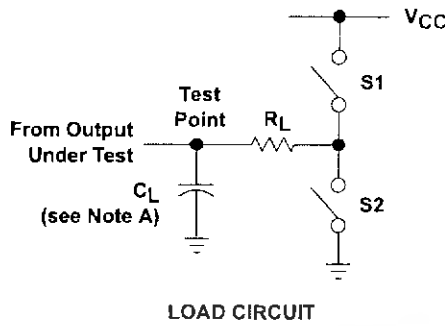 VCC
S1
Test
Point
RL
From Output
Under Test
CL
(see Note A)
S2
LOAD CIRCUIT